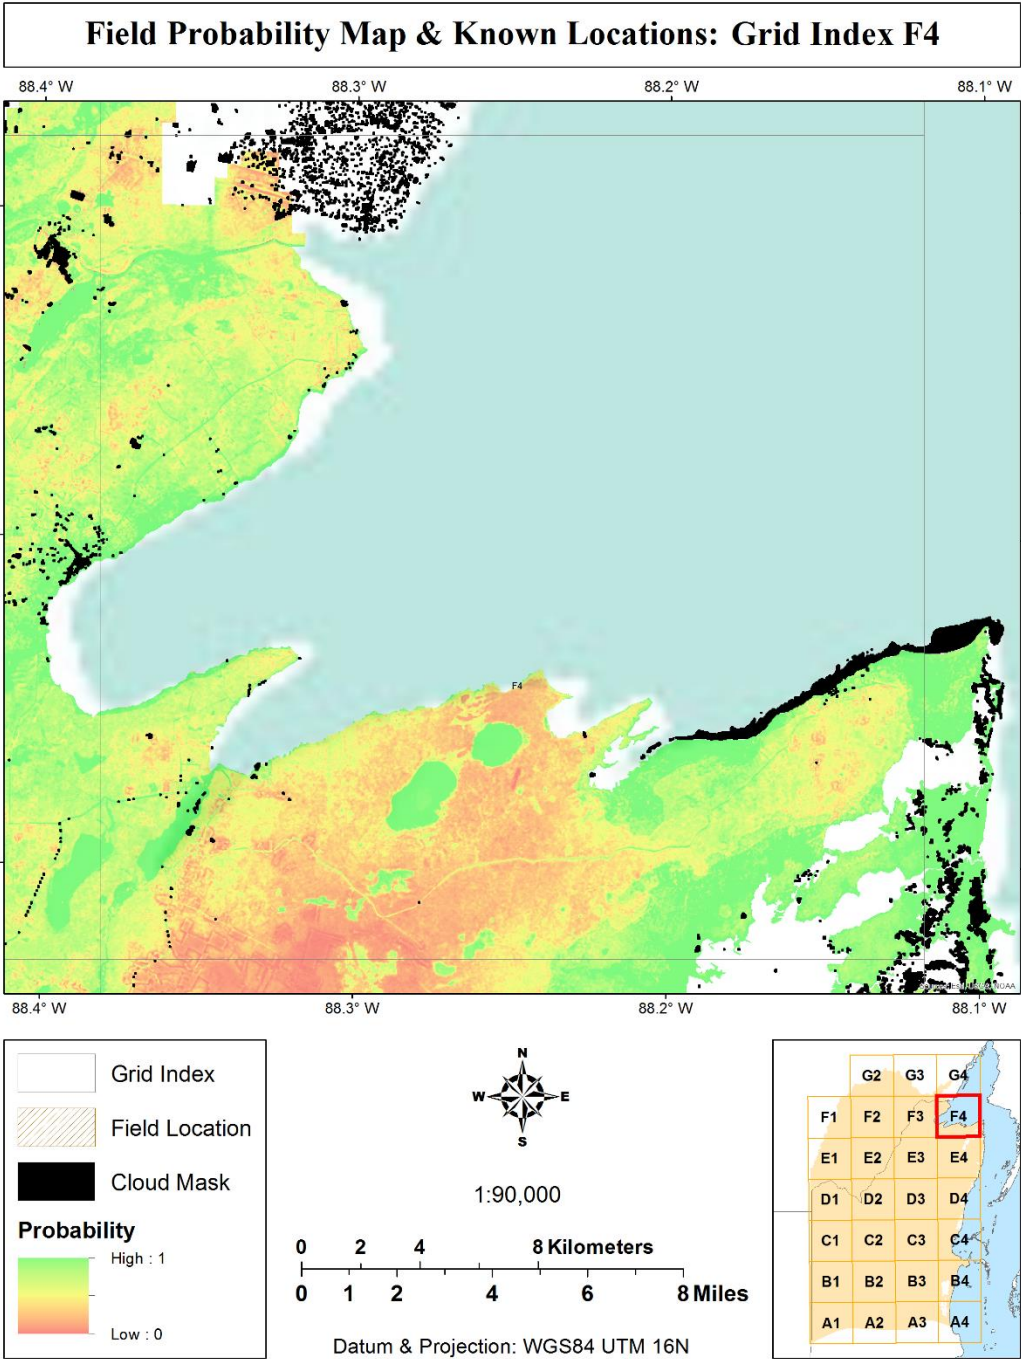 Field Probability Map & Known Locations: Grid Index F4
88.4° W 88.3° W 88.2° W 88.1° W
F4
88.4° W 88.3° W 88.2° W 88.1° W
Grid Index
Field Location
Cloud Mask
Probability
High : 1
Low : 0
N
W E
S
1:90,000
0 2 4 8 Kilometers
0 1 2 4 6 8 Miles
Datum & Projection: WGS84 UTM 16N
G2 G3 G4
F1 F2 F3 F4
E1 E2 E3 E4
D1 D2 D3 D4
C1 C2 C3 C4
B1 B2 B3 B4
A1 A2 A3 A4